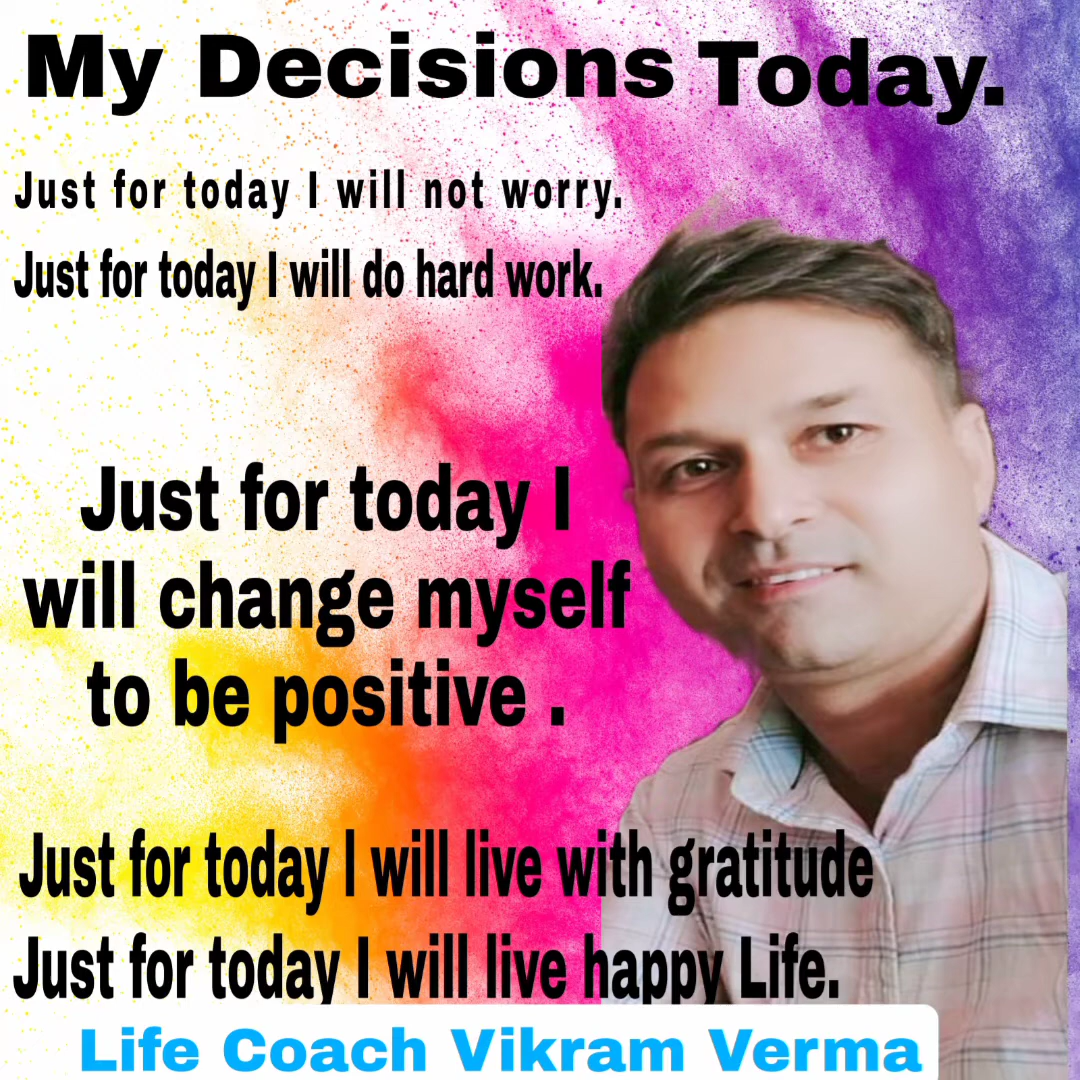 My Decisions Today.
Just for today I will not worry.
Just for today I will do hard work.
Just for today I
will change myself
to be positive .
Just for today I will live with gratitude
Just for today I will live happy Life.
Life Coach Vikram Verma